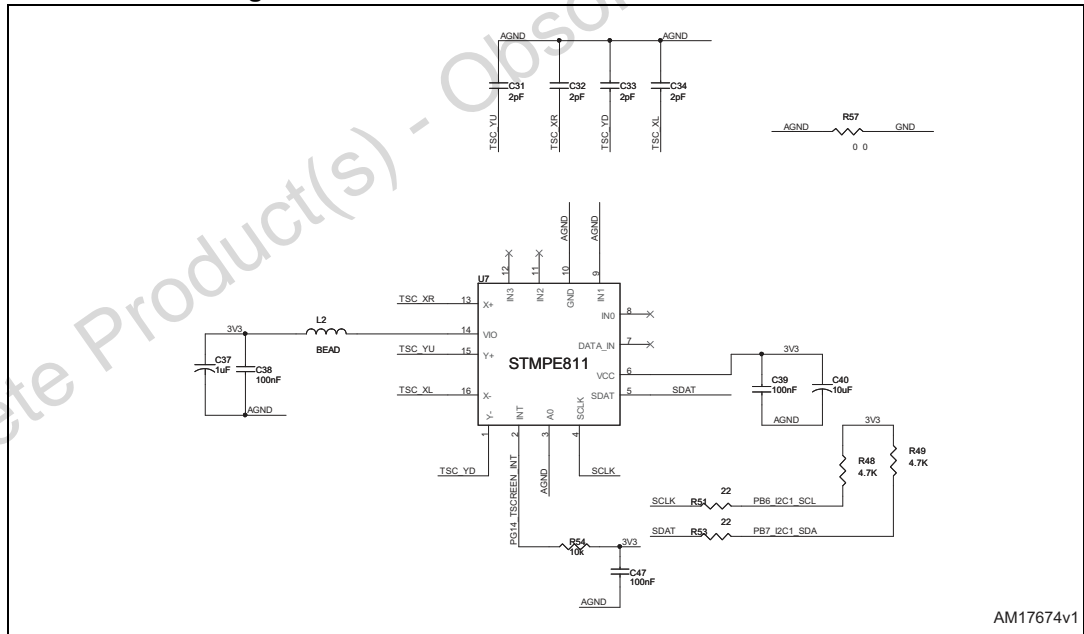 ete Product(s) - Obsol
AGND AGND
C31 C32 C33 C34
2pF 2pF 2pF 2pF
TSC_YU TSC_XR TSC_YD TSC_XL
R57
AGND GND
0 0
AGND AGND
12 11 10 9
U7
IN3 IN2 GND IN1
TSC_XR 13 X+
IN0 8
L2
3V3 14 VIO
BEAD
DATA_IN 7
TSC_YU 15 Y+
STMPE811
C37
1uF
C38
100nF
AGND
VCC 6 3V3
C39
100nF
C40
10uF
AGND
TSC_XL 16 X-
SDAT 5 SDAT
Y- INT A0 SCLK
1 2 3 4
TSC_YD
PG14_TSCREEN_INT
AGND
SCLK
3V3
R48
4.7K
R49
4.7K
22
SCLK R51 PB6_I2C1_SCL
22
SDAT R53 PB7_I2C1_SDA
R54
10k
3V3
C47
100nF
AGND
AM17674v1